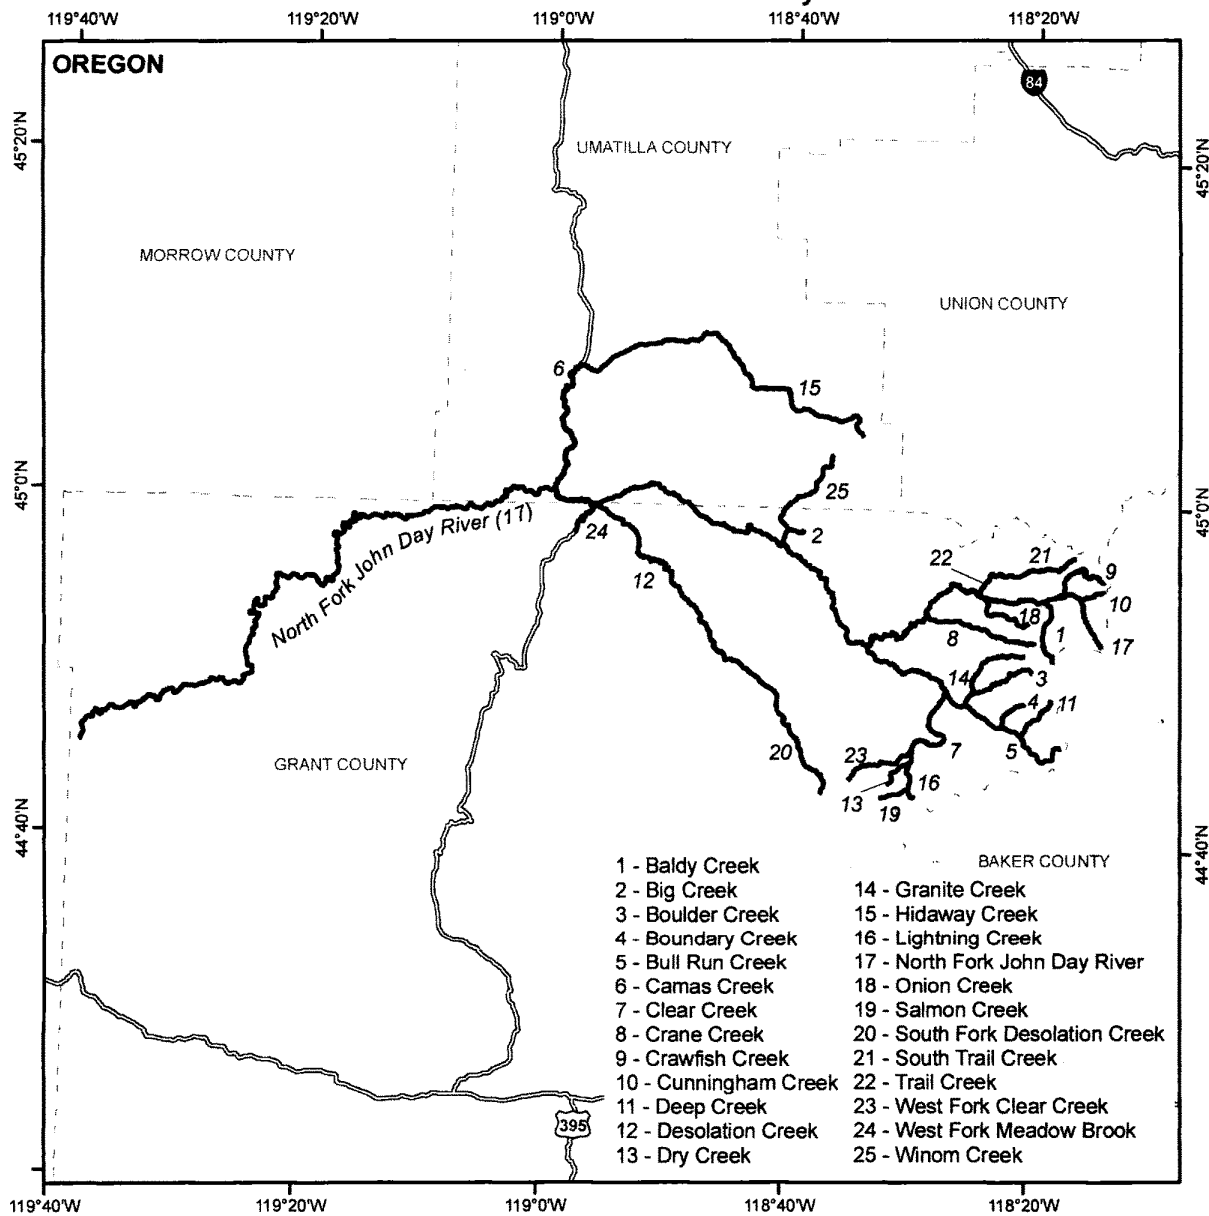 119°40'W 119°20'W 119°0'W 118°40'W 118°20'W
OREGON
84
45°20'N
UMATILLA COUNTY
45°20'N
MORROW COUNTY
UNION COUNTY
6
15
45°0'N
25
45°0'N
North Fork John Day River (17)
24
2
12
22
21
9
10
18
8
1
17
14
3
4
11
20
7
5
GRANT COUNTY
23
16
13
19
44°40'N
44°40'N
BAKER COUNTY
1 - Baldy Creek
2 - Big Creek
3 - Boulder Creek
4 - Boundary Creek
5 - Bull Run Creek
6 - Camas Creek
7 - Clear Creek
8 - Crane Creek
9 - Crawfish Creek
10 - Cunningham Creek
11 - Deep Creek
12 - Desolation Creek
13 - Dry Creek
14 - Granite Creek
15 - Hidaway Creek
16 - Lightning Creek
17 - North Fork John Day River
18 - Onion Creek
19 - Salmon Creek
20 - South Fork Desolation Creek
21 - South Trail Creek
22 - Trail Creek
23 - West Fork Clear Creek
24 - West Fork Meadow Brook
25 - Winom Creek
395
119°40'W 119°20'W 119°0'W 118°40'W 118°20'W